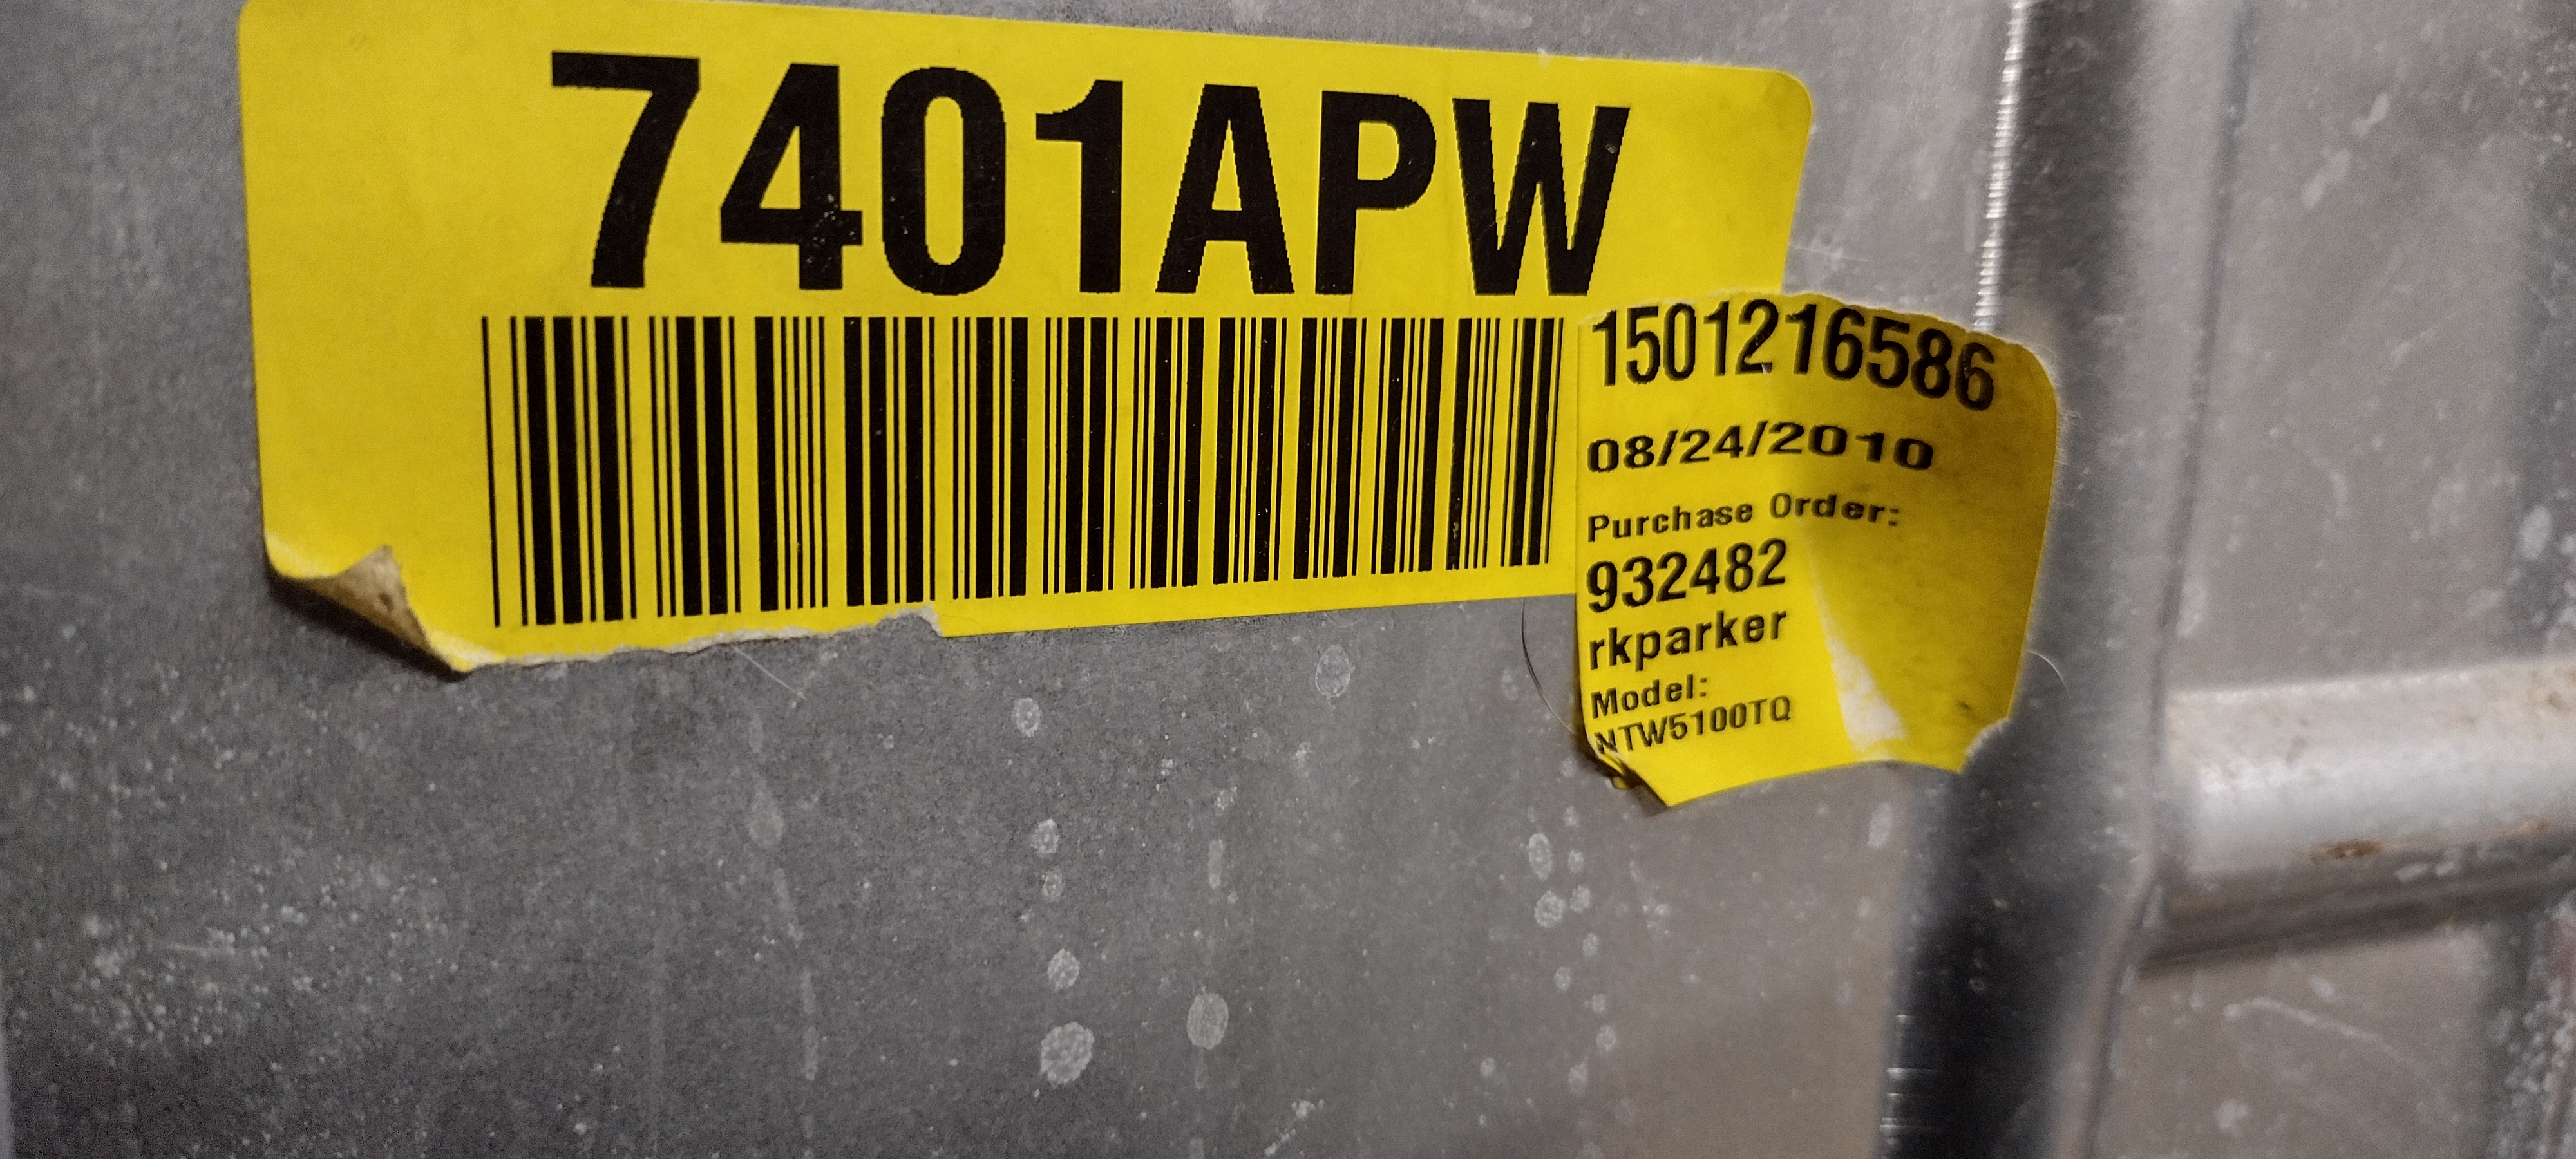 7401APW
1501216586
08/24/2010
Purchase Order:
932482
rkparker
Model:
NTW5100TQ